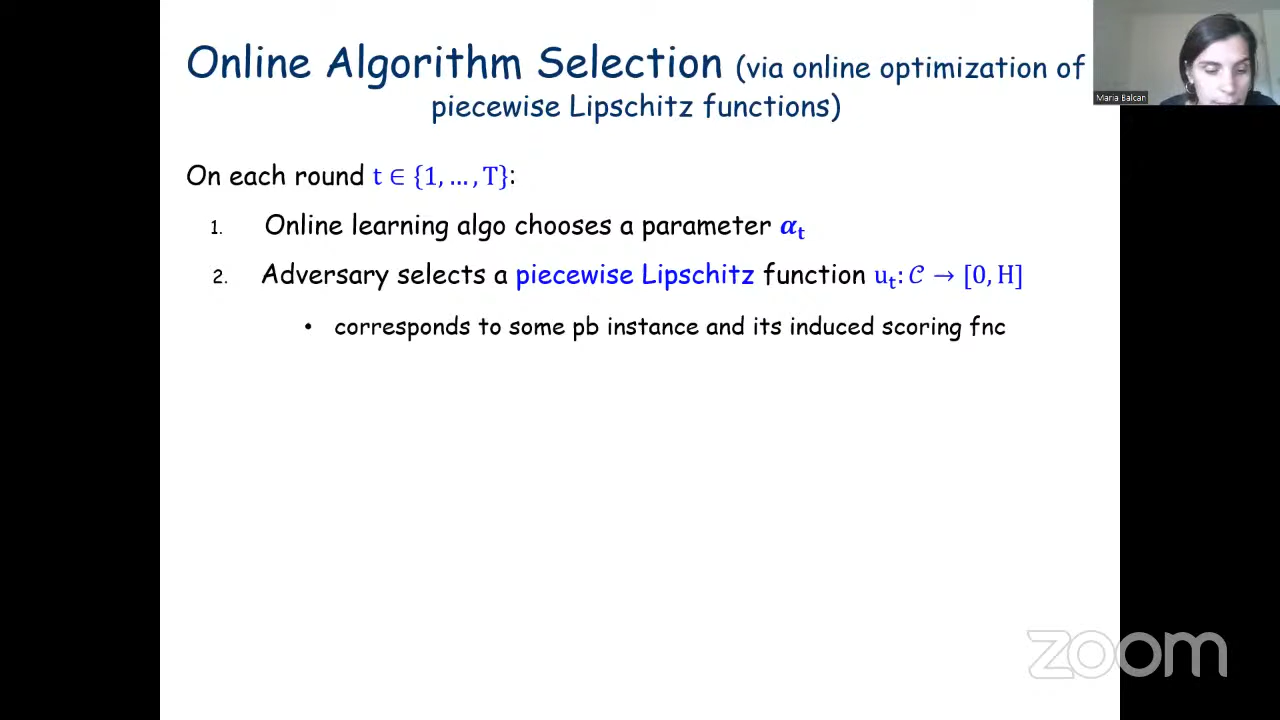 Online Algorithm Selection (via online optimization of
piecewise Lipschitz functions)
Maria Balcan
On each round t ∈ {1, … , T}:
1. Online learning algo chooses a parameter αₜ
2. Adversary selects a piecewise Lipschitz function uₜ: 𝒞 → [0, H]
• corresponds to some pb instance and its induced scoring fnc
zoom